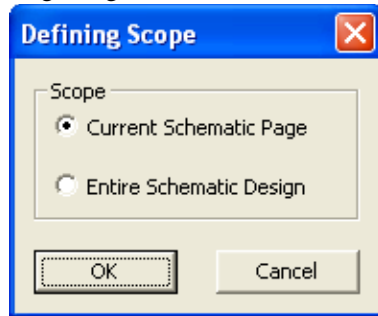 Defining Scope
Scope
Current Schematic Page
Entire Schematic Design
OK
Cancel